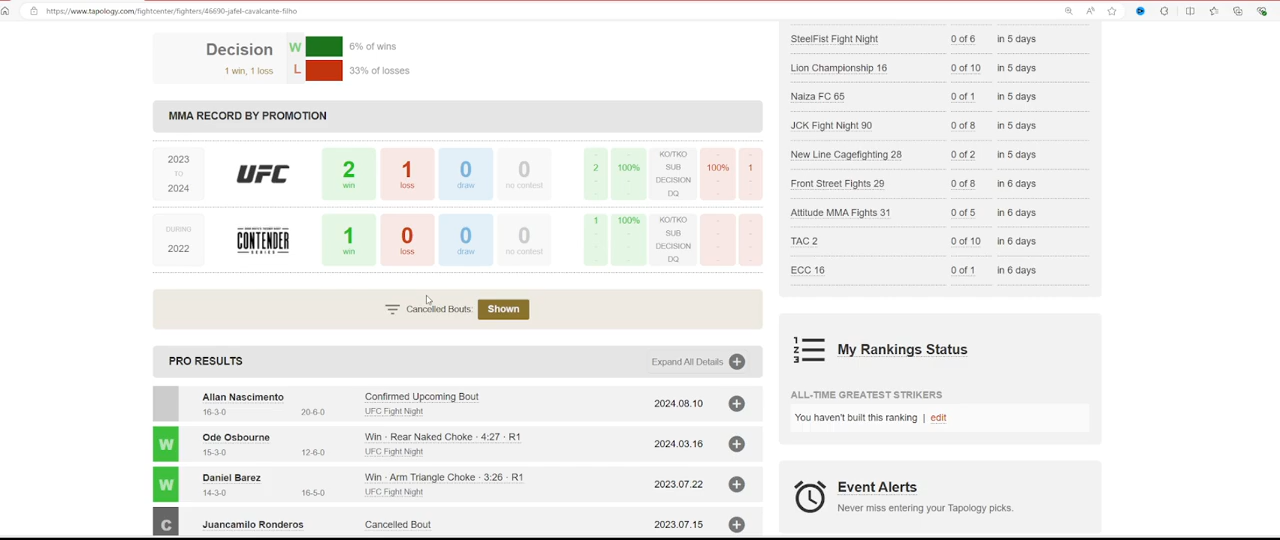 https://www.tapology.com/fightcenter/fighters/46690-jafel-cavalcante-filho
Decision
1 win, 1 loss
W 6% of wins
L 33% of losses
MMA RECORD BY PROMOTION
2023 TO 2024
UFC
2 win
1 loss
0 draw
0 no contest
- KO/TKO -
2 100% SUB 100% 1
- - DECISION - -
- - DQ - -
DURING 2022
CONTENDER SERIES
1 win
0 loss
0 draw
0 no contest
1 100% KO/TKO - -
- - SUB - -
- - DECISION - -
- - DQ - -
Cancelled Bouts: Shown
PRO RESULTS
Expand All Details +
Allan Nascimento Confirmed Upcoming Bout 2024.08.10 +
16-3-0 20-6-0 UFC Fight Night
W Ode Osbourne Win · Rear Naked Choke · 4:27 · R1 2024.03.16 +
15-3-0 12-6-0 UFC Fight Night
W Daniel Barez Win · Arm Triangle Choke · 3:26 · R1 2023.07.22 +
14-3-0 16-5-0 UFC Fight Night
C Juancamilo Ronderos Cancelled Bout 2023.07.15 +
SteelFist Fight Night 0 of 6 in 5 days
Lion Championship 16 0 of 10 in 5 days
Naiza FC 65 0 of 1 in 5 days
JCK Fight Night 90 0 of 8 in 5 days
New Line Cagefighting 28 0 of 2 in 5 days
Front Street Fights 29 0 of 8 in 6 days
Attitude MMA Fights 31 0 of 5 in 6 days
TAC 2 0 of 10 in 6 days
ECC 16 0 of 1 in 6 days
My Rankings Status
ALL-TIME GREATEST STRIKERS
You haven't built this ranking | edit
Event Alerts
Never miss entering your Tapology picks.